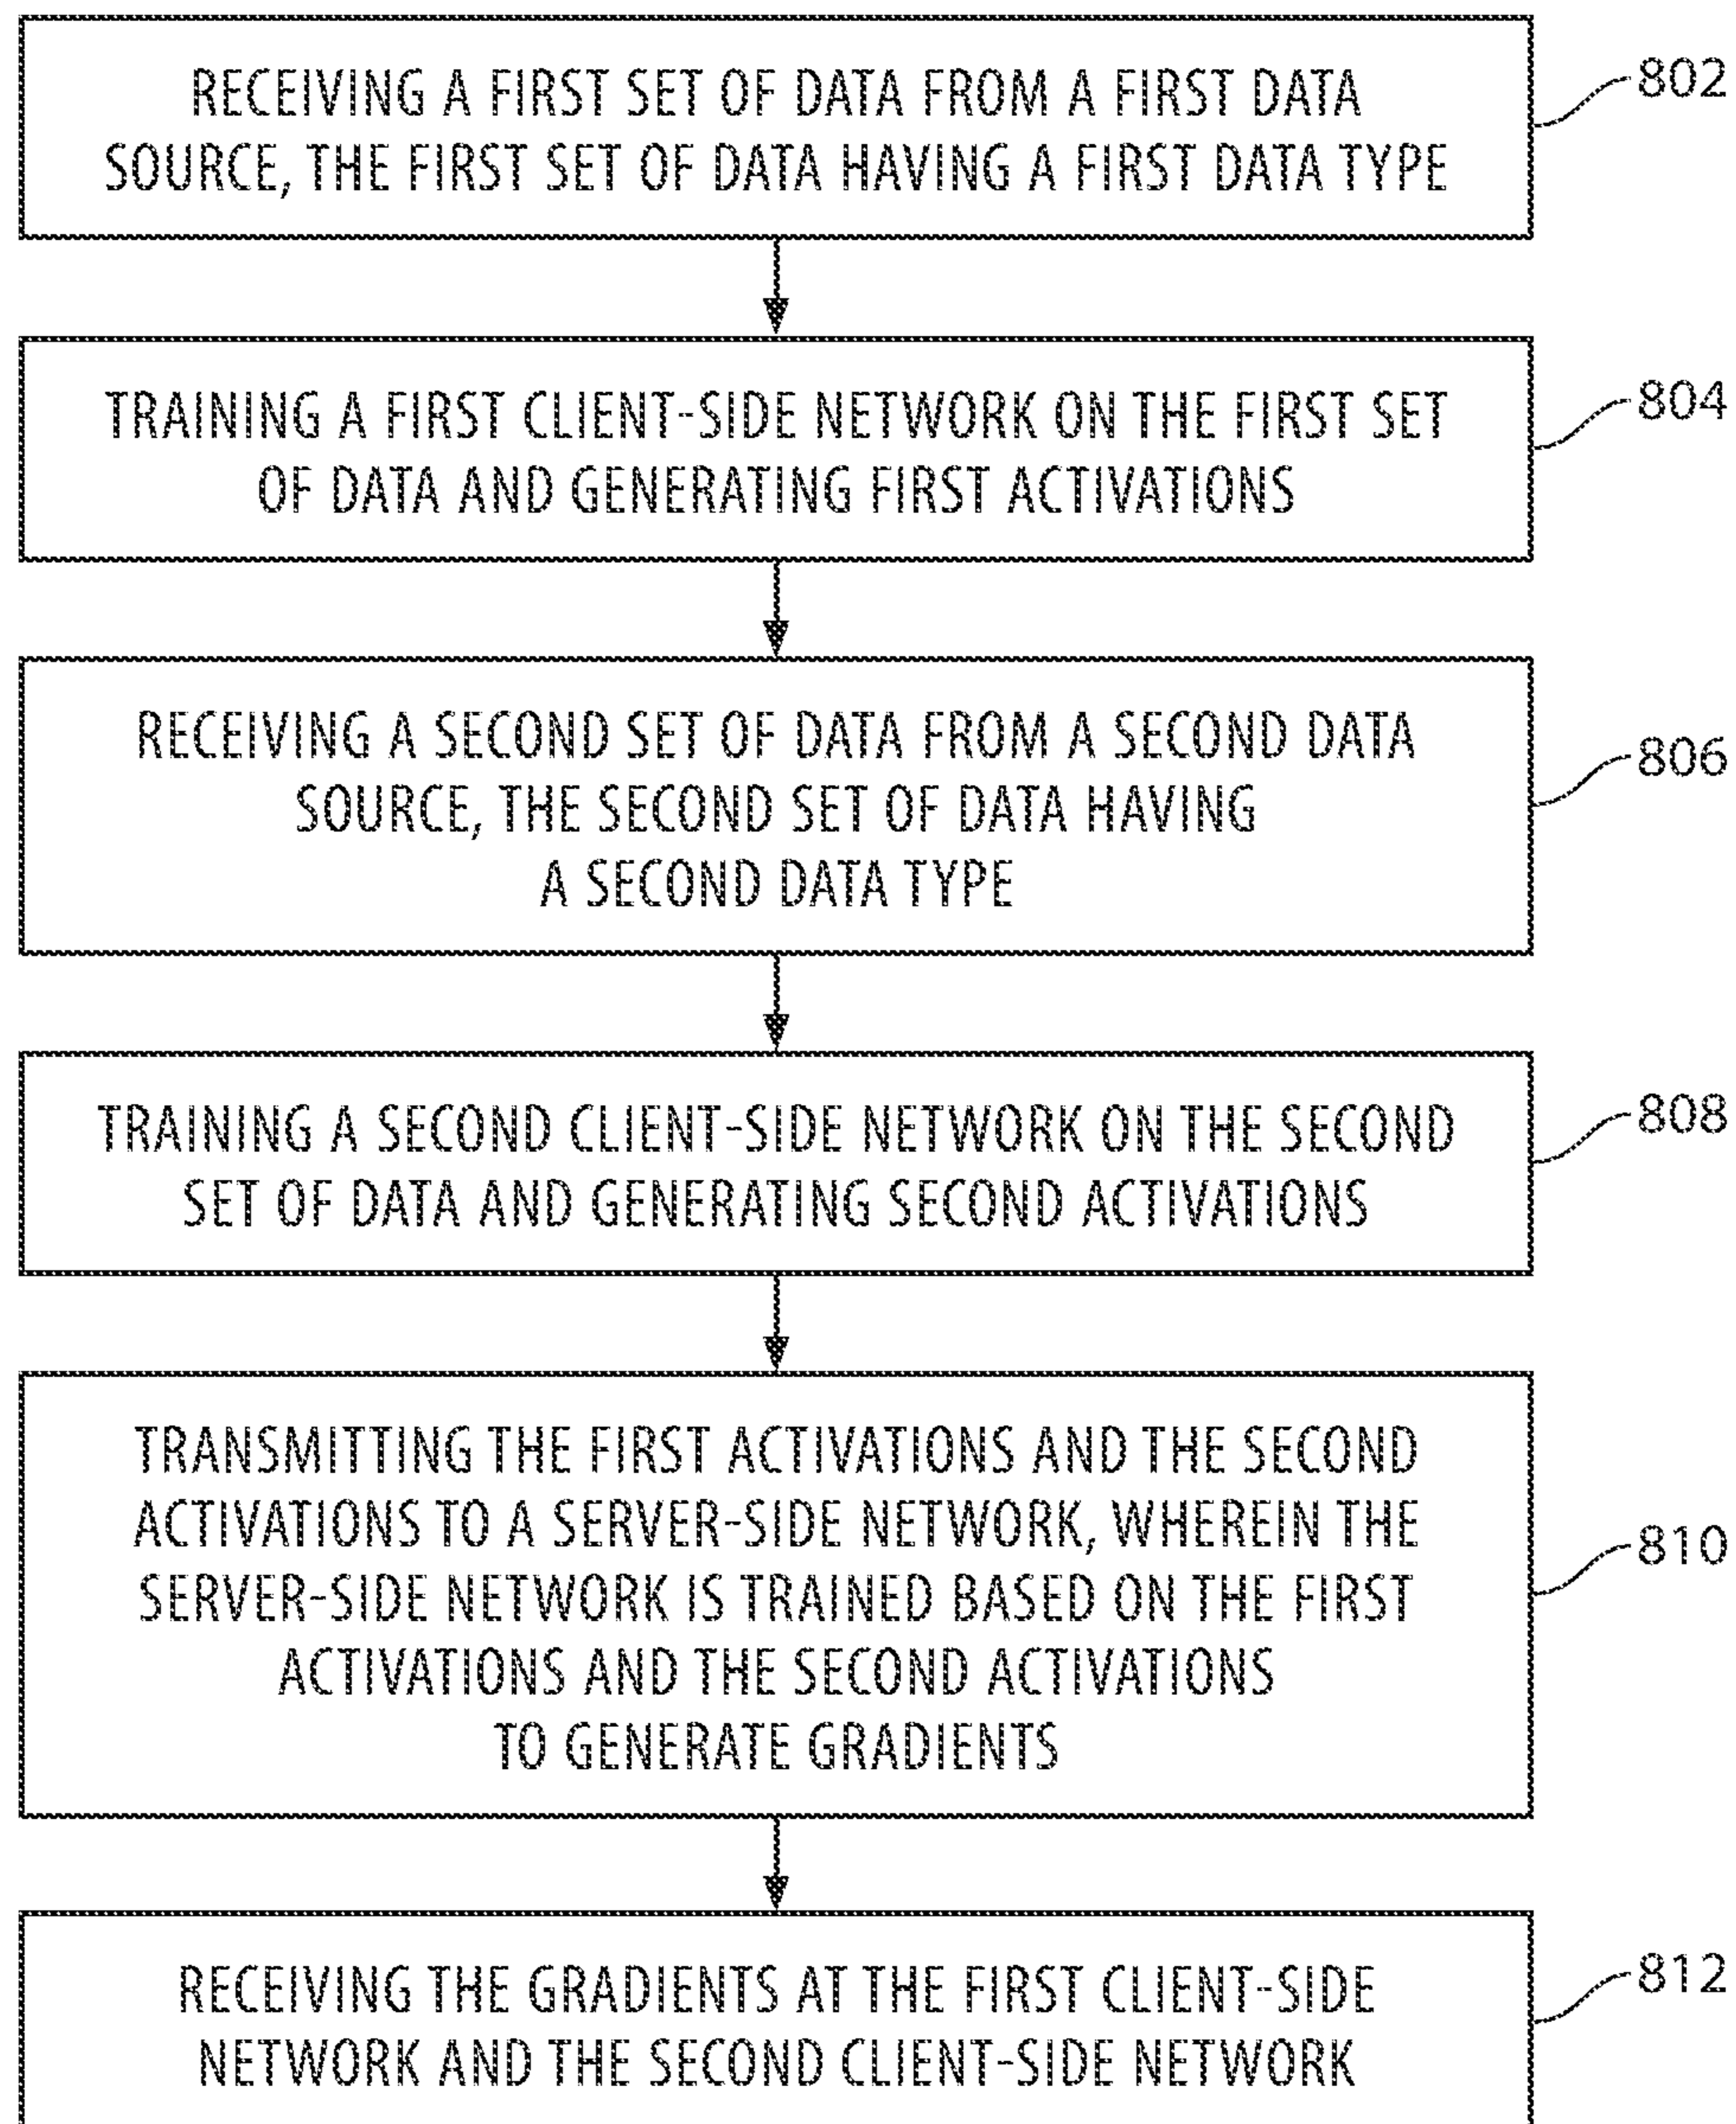 RECEIVING A FIRST SET OF DATA FROM A FIRST DATA
SOURCE, THE FIRST SET OF DATA HAVING A FIRST DATA TYPE
802
TRAINING A FIRST CLIENT-SIDE NETWORK ON THE FIRST SET
OF DATA AND GENERATING FIRST ACTIVATIONS
804
RECEIVING A SECOND SET OF DATA FROM A SECOND DATA
SOURCE, THE SECOND SET OF DATA HAVING
A SECOND DATA TYPE
806
TRAINING A SECOND CLIENT-SIDE NETWORK ON THE SECOND
SET OF DATA AND GENERATING SECOND ACTIVATIONS
808
TRANSMITTING THE FIRST ACTIVATIONS AND THE SECOND
ACTIVATIONS TO A SERVER-SIDE NETWORK, WHEREIN THE
SERVER-SIDE NETWORK IS TRAINED BASED ON THE FIRST
ACTIVATIONS AND THE SECOND ACTIVATIONS
TO GENERATE GRADIENTS
810
RECEIVING THE GRADIENTS AT THE FIRST CLIENT-SIDE
NETWORK AND THE SECOND CLIENT-SIDE NETWORK
812